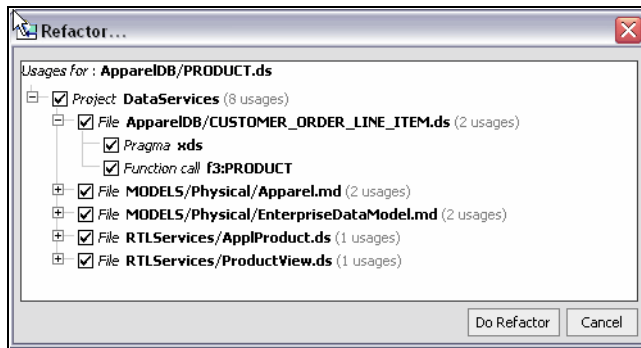 Refactor...
Usages for : ApparelDB/PRODUCT.ds
Project DataServices (8 usages)
File ApparelDB/CUSTOMER_ORDER_LINE_ITEM.ds (2 usages)
Pragma xds
Function call f3:PRODUCT
File MODELS/Physical/Apparel.md (2 usages)
File MODELS/Physical/EnterpriseDataModel.md (2 usages)
File RTLServices/ApplProduct.ds (1 usages)
File RTLServices/ProductView.ds (1 usages)
Do Refactor Cancel